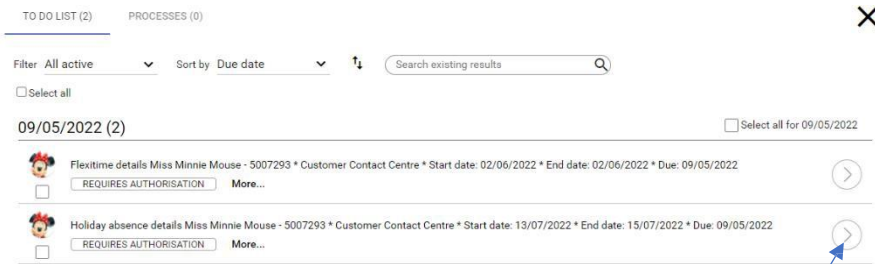 TO DO LIST (2) PROCESSES (0)
Filter All active Sort by Due date Search existing results
Select all
09/05/2022 (2) Select all for 09/05/2022
Flexitime details Miss Minnie Mouse - 5007293 * Customer Contact Centre * Start date: 02/06/2022 * End date: 02/06/2022 * Due: 09/05/2022
REQUIRES AUTHORISATION More...
Holiday absence details Miss Minnie Mouse - 5007293 * Customer Contact Centre * Start date: 13/07/2022 * End date: 15/07/2022 * Due: 09/05/2022
REQUIRES AUTHORISATION More...